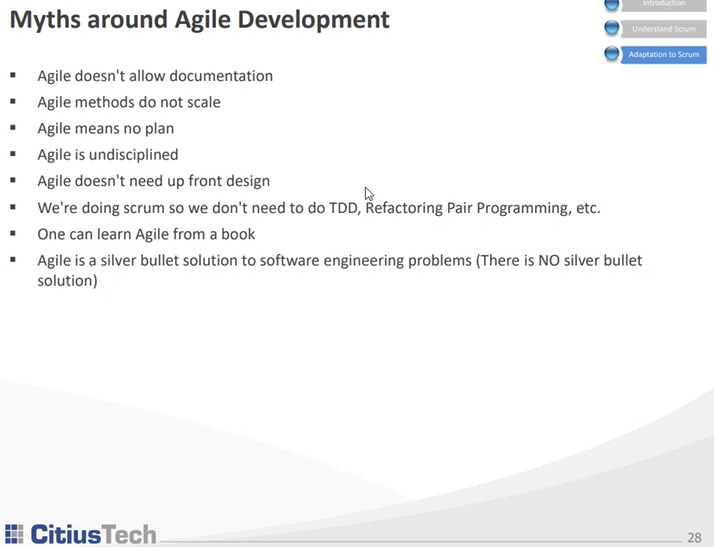 Myths around Agile Development
Introduction
Understand Scrum
Adaptation to Scrum
Agile doesn't allow documentation
Agile methods do not scale
Agile means no plan
Agile is undisciplined
Agile doesn't need up front design
We're doing scrum so we don't need to do TDD, Refactoring Pair Programming, etc.
One can learn Agile from a book
Agile is a silver bullet solution to software engineering problems (There is NO silver bullet
solution)
CitiusTech
28